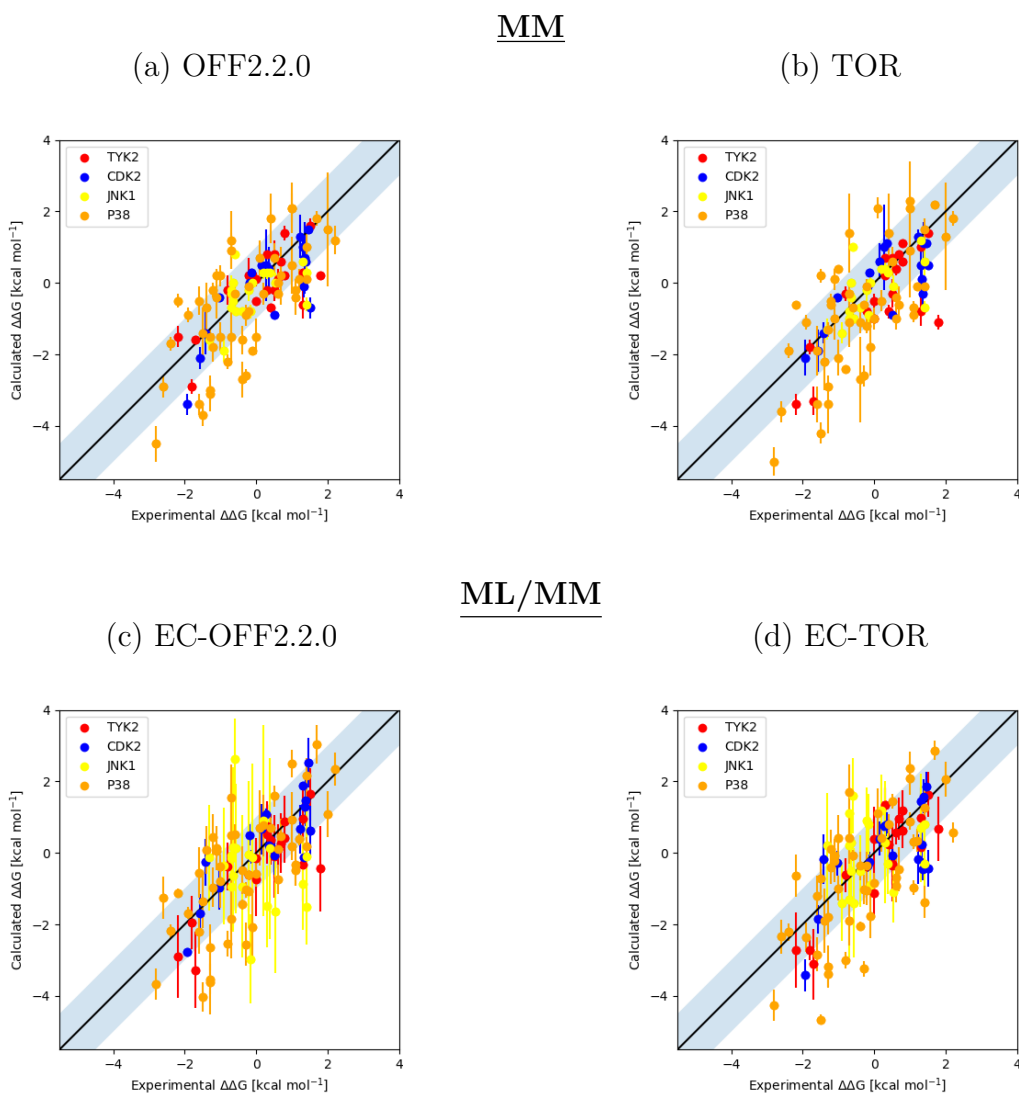 MM
(a) OFF2.2.0
(b) TOR
4
2
0
−2
−4
Calculated ΔΔG [kcal mol⁻¹]
TYK2
CDK2
JNK1
P38
−4 −2 0 2 4
Experimental ΔΔG [kcal mol⁻¹]
4
2
0
−2
−4
Calculated ΔΔG [kcal mol⁻¹]
TYK2
CDK2
JNK1
P38
−4 −2 0 2 4
Experimental ΔΔG [kcal mol⁻¹]
ML/MM
(c) EC-OFF2.2.0
(d) EC-TOR
4
2
0
−2
−4
Calculated ΔΔG [kcal mol⁻¹]
TYK2
CDK2
JNK1
P38
−4 −2 0 2 4
Experimental ΔΔG [kcal mol⁻¹]
4
2
0
−2
−4
Calculated ΔΔG [kcal mol⁻¹]
TYK2
CDK2
JNK1
P38
−4 −2 0 2 4
Experimental ΔΔG [kcal mol⁻¹]